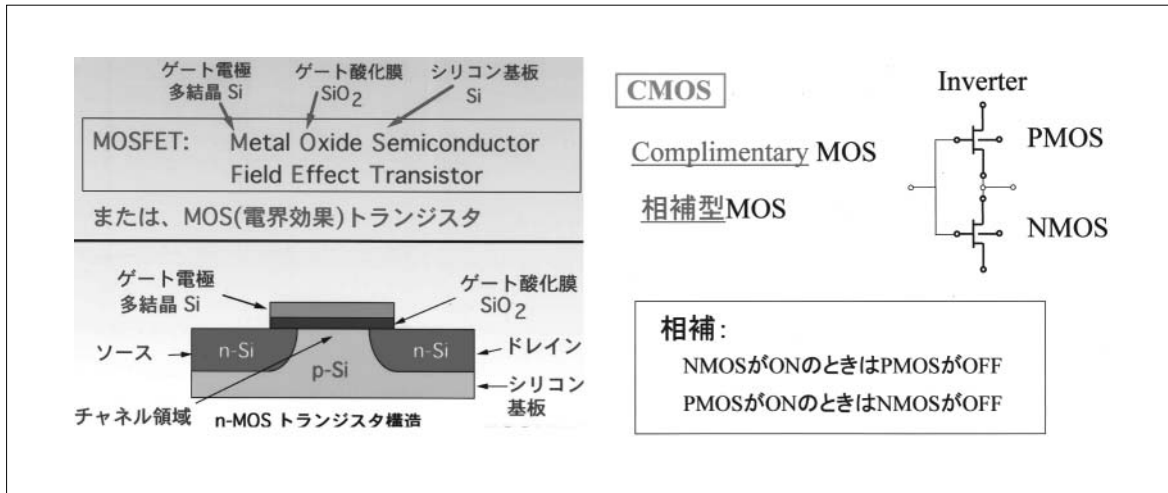 ゲート電極 ゲート酸化膜 シリコン基板
多結晶 Si SiO2 Si
MOSFET: Metal Oxide Semiconductor
Field Effect Transistor
または、MOS(電界効果)トランジスタ
ゲート電極
多結晶 Si
ゲート酸化膜
SiO2
ソース
n-Si
n-Si
ドレイン
p-Si
シリコン
基板
チャネル領域
n-MOS トランジスタ構造
CMOS
Complimentary MOS
相補型MOS
Inverter
PMOS
NMOS
相補:
NMOSがONのときはPMOSがOFF
PMOSがONのときはNMOSがOFF